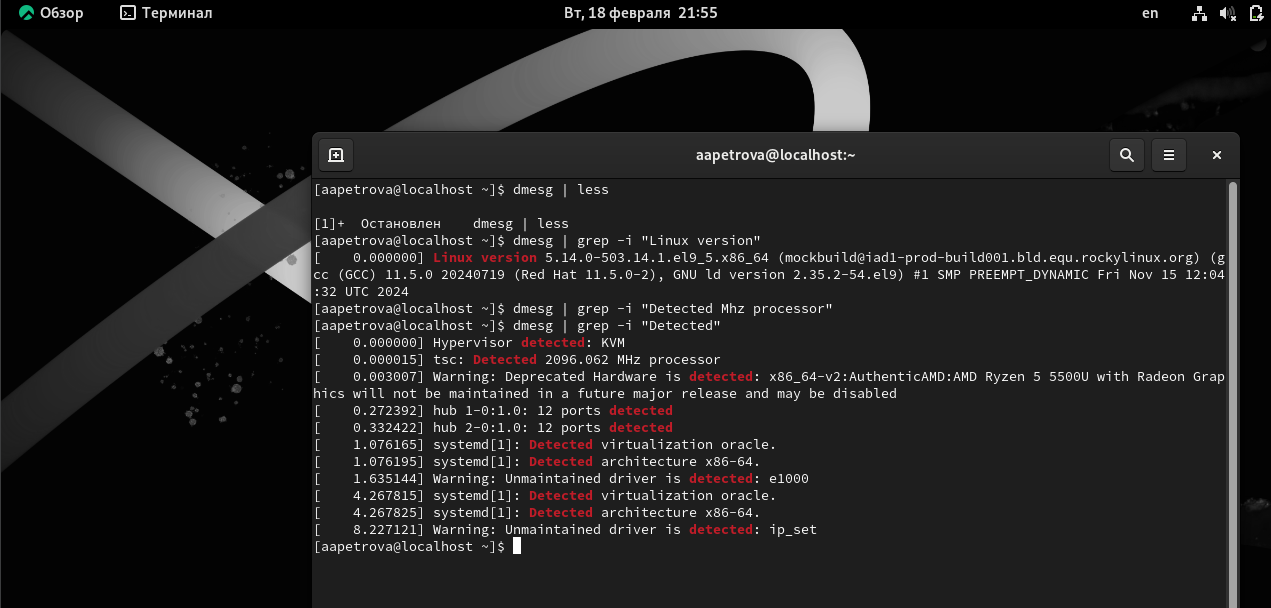 Обзор Терминал Вт, 18 февраля 21:55 en
aapetrova@localhost:~
[aapetrova@localhost ~]$ dmesg | less
[1]+  Остановлен    dmesg | less
[aapetrova@localhost ~]$ dmesg | grep -i "Linux version"
[    0.000000] Linux version 5.14.0-503.14.1.el9_5.x86_64 (mockbuild@iad1-prod-build001.bld.equ.rockylinux.org) (g
cc (GCC) 11.5.0 20240719 (Red Hat 11.5.0-2), GNU ld version 2.35.2-54.el9) #1 SMP PREEMPT_DYNAMIC Fri Nov 15 12:04
:32 UTC 2024
[aapetrova@localhost ~]$ dmesg | grep -i "Detected Mhz processor"
[aapetrova@localhost ~]$ dmesg | grep -i "Detected"
[    0.000000] Hypervisor detected: KVM
[    0.000015] tsc: Detected 2096.062 MHz processor
[    0.003007] Warning: Deprecated Hardware is detected: x86_64-v2:AuthenticAMD:AMD Ryzen 5 5500U with Radeon Grap
hics will not be maintained in a future major release and may be disabled
[    0.272392] hub 1-0:1.0: 12 ports detected
[    0.332422] hub 2-0:1.0: 12 ports detected
[    1.076165] systemd[1]: Detected virtualization oracle.
[    1.076195] systemd[1]: Detected architecture x86-64.
[    1.635144] Warning: Unmaintained driver is detected: e1000
[    4.267815] systemd[1]: Detected virtualization oracle.
[    4.267825] systemd[1]: Detected architecture x86-64.
[    8.227121] Warning: Unmaintained driver is detected: ip_set
[aapetrova@localhost ~]$